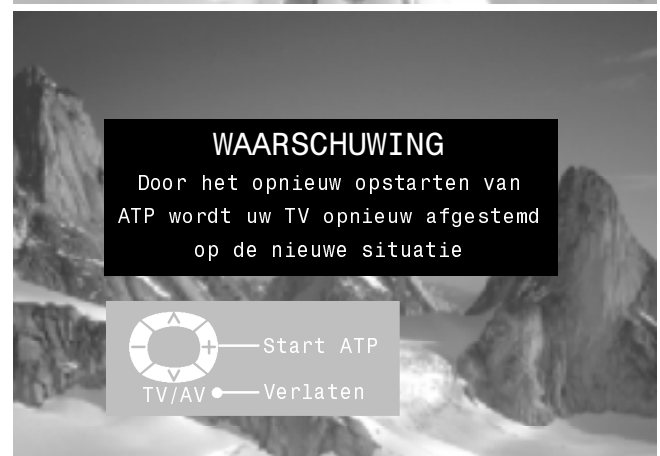 WAARSCHUWING
Door het opnieuw opstarten van
ATP wordt uw TV opnieuw afgestemd
op de nieuwe situatie
Start ATP
TV/AV Verlaten